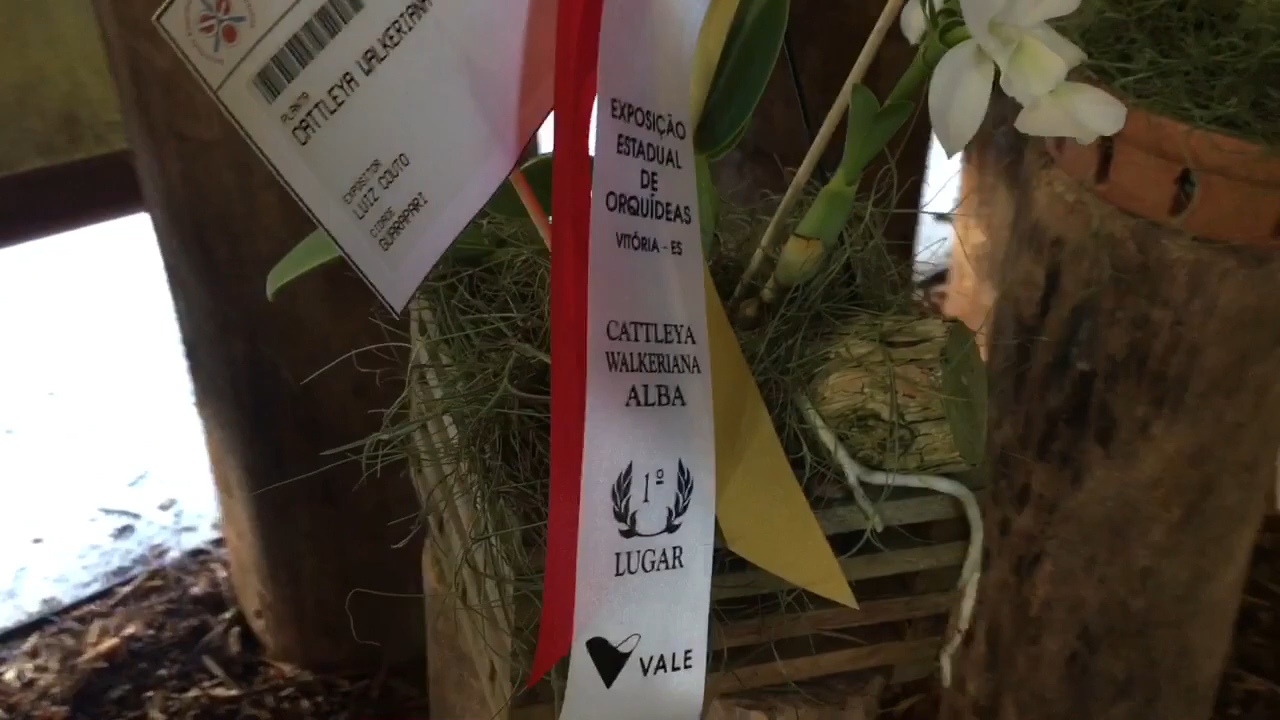 PLANTA
CATTLEYA WALKERIANA
EXPOSITOR
LUIZ COUTO
CIDADE
GUARAPARI
EXPOSIÇÃO
ESTADUAL
DE
ORQUÍDEAS
VITÓRIA - ES
CATTLEYA
WALKERIANA
ALBA
1º
LUGAR
VALE